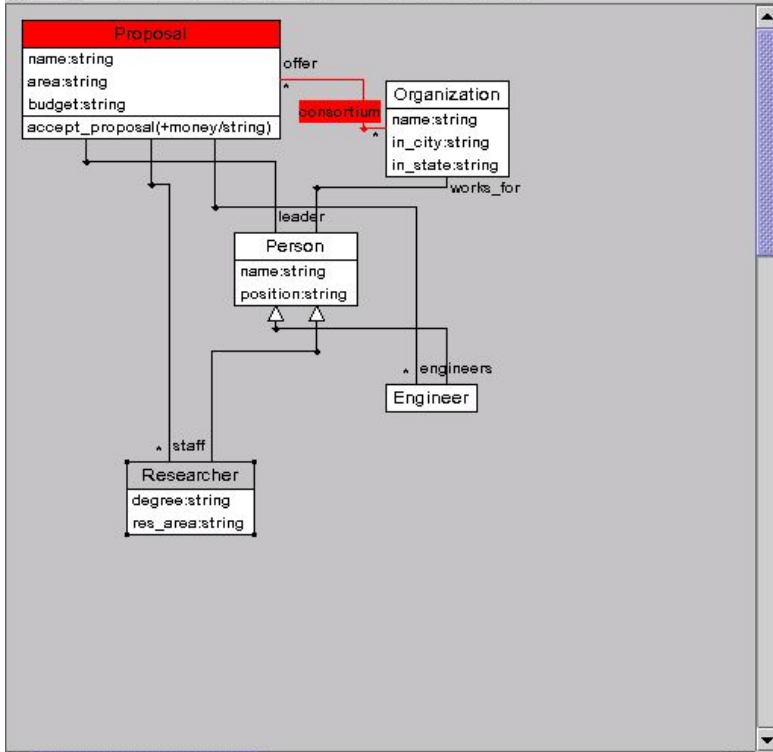 Proposal
name:string
area:string
budget:string
accept_proposal(+money/string)
offer
*
consortium
*
Organization
name:string
in_city:string
in_state:string
works_for
leader
Person
name:string
position:string
* engineers
Engineer
* staff
Researcher
degree:string
res_area:string